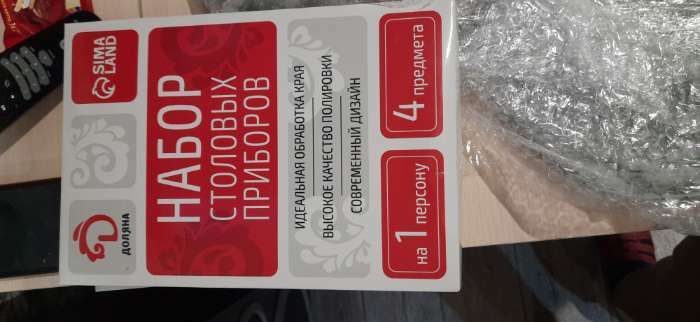 ДОЛЯНА
SIMA
LAND
НАБОР
СТОЛОВЫХ
ПРИБОРОВ
ИДЕАЛЬНАЯ ОБРАБОТКА КРАЯ
ВЫСОКОЕ КАЧЕСТВО ПОЛИРОВКИ
СОВРЕМЕННЫЙ ДИЗАЙН
на 1 персону
4 предмета